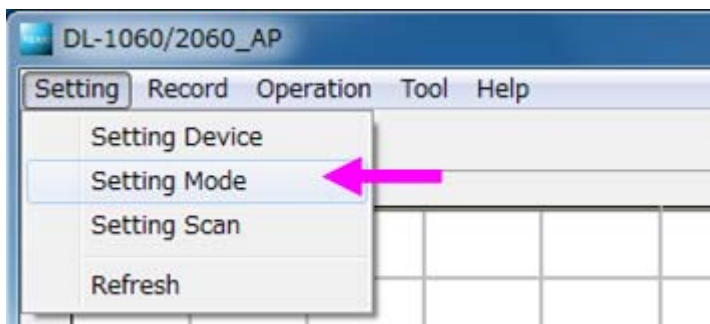 DL-1060/2060_AP
Setting Record Operation Tool Help
Setting Device
Setting Mode
Setting Scan
Refresh